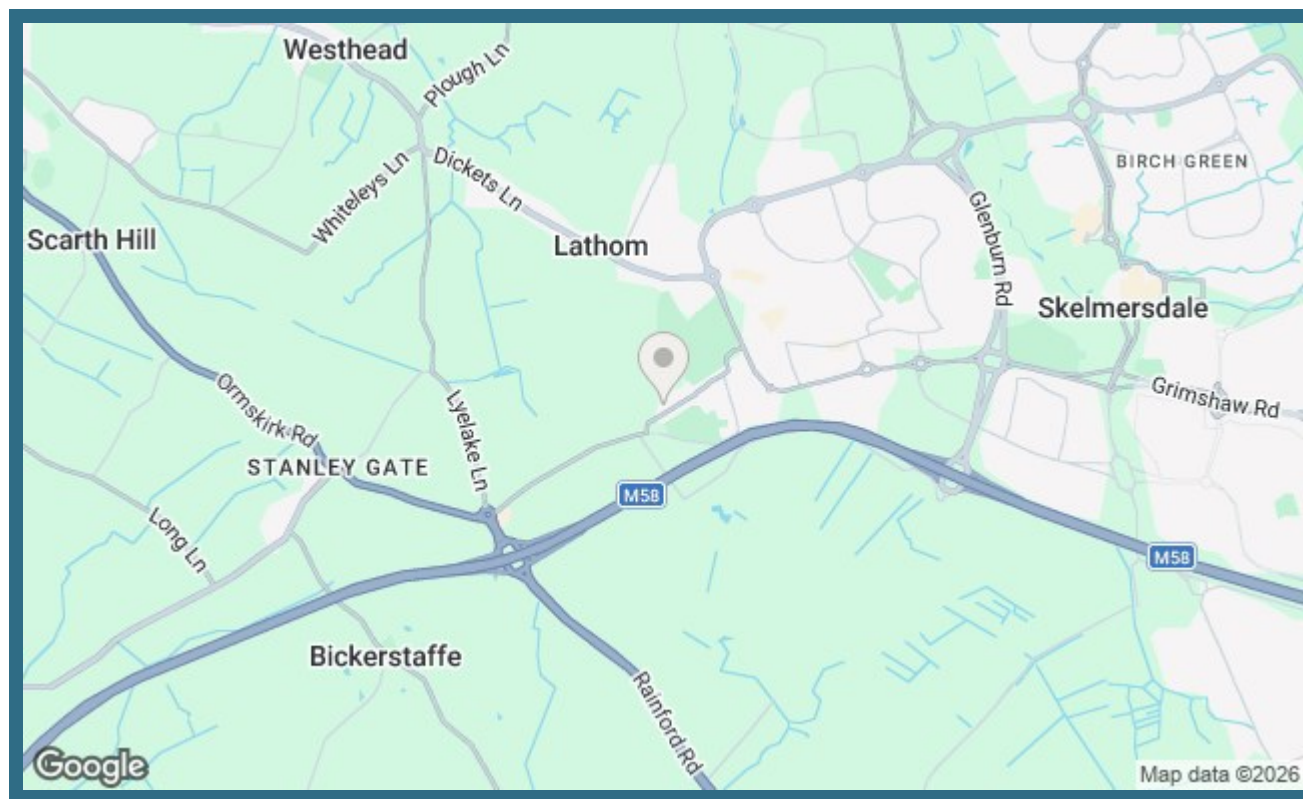 Westhead
Plough Ln
Dickets Ln
Whiteleys Ln
BIRCH GREEN
Scarth Hill
Lathom
Glenburn Rd
Skelmersdale
Ormskirk Rd
Lyelake Ln
Grimshaw Rd
STANLEY GATE
M58
Long Ln
M58
Bickerstaffe
Rainford Rd
Google
Map data ©2026